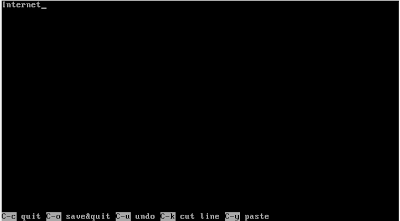 Internet_
C-c quit C-o save&quit C-u undo C-k cut line C-y paste